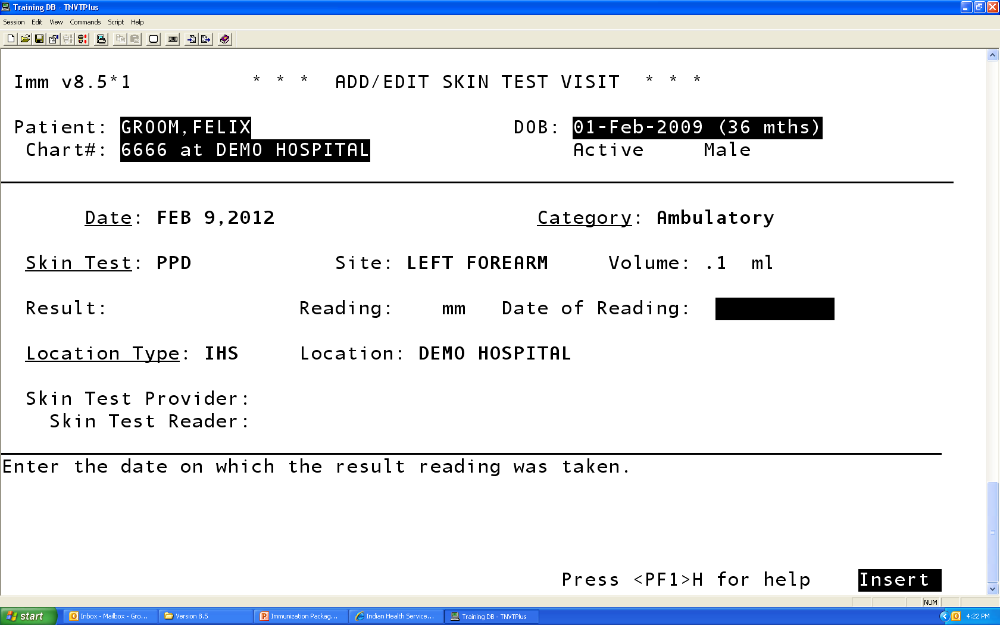 Training DB - TNVTPlus
Session Edit View Commands Script Help
Imm v8.5*1 * * * ADD/EDIT SKIN TEST VISIT * * *
Patient: GROOM,FELIX DOB: 01-Feb-2009 (36 mths)
Chart#: 6666 at DEMO HOSPITAL Active Male
Date: FEB 9,2012 Category: Ambulatory
Skin Test: PPD Site: LEFT FOREARM Volume: .1 ml
Result: Reading: mm Date of Reading:
Location Type: IHS Location: DEMO HOSPITAL
Skin Test Provider:
Skin Test Reader:
Enter the date on which the result reading was taken.
Press <PF1>H for help Insert
NUM
start Inbox - Mailbox - Gro... Version 8.5 Immunization Packag... Indian Health Service... Training DB - TNVTPlus 4:22 PM